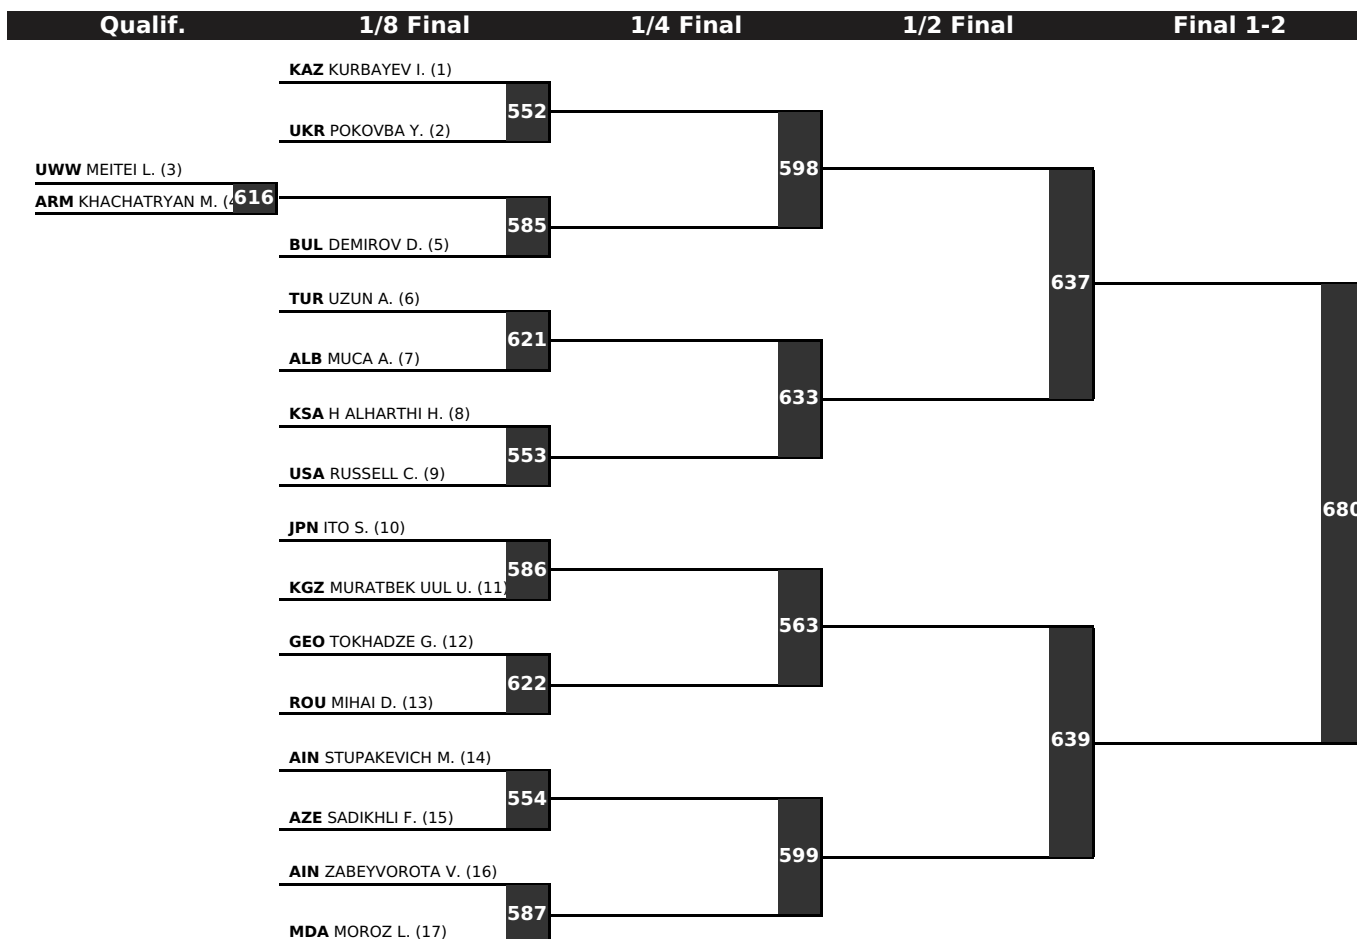 Qualif. 1/8 Final 1/4 Final 1/2 Final Final 1-2
KAZ KURBAYEV I. (1)
552
UKR POKOVBA Y. (2)
UWW MEITEI L. (3)
598
ARM KHACHATRYAN M. (4
616
585
BUL DEMIROV D. (5)
637
TUR UZUN A. (6)
621
ALB MUCA A. (7)
633
KSA H ALHARTHI H. (8)
553
USA RUSSELL C. (9)
680
JPN ITO S. (10)
586
KGZ MURATBEK UUL U. (11)
563
GEO TOKHADZE G. (12)
622
ROU MIHAI D. (13)
639
AIN STUPAKEVICH M. (14)
554
AZE SADIKHLI F. (15)
599
AIN ZABEYVOROTA V. (16)
587
MDA MOROZ L. (17)